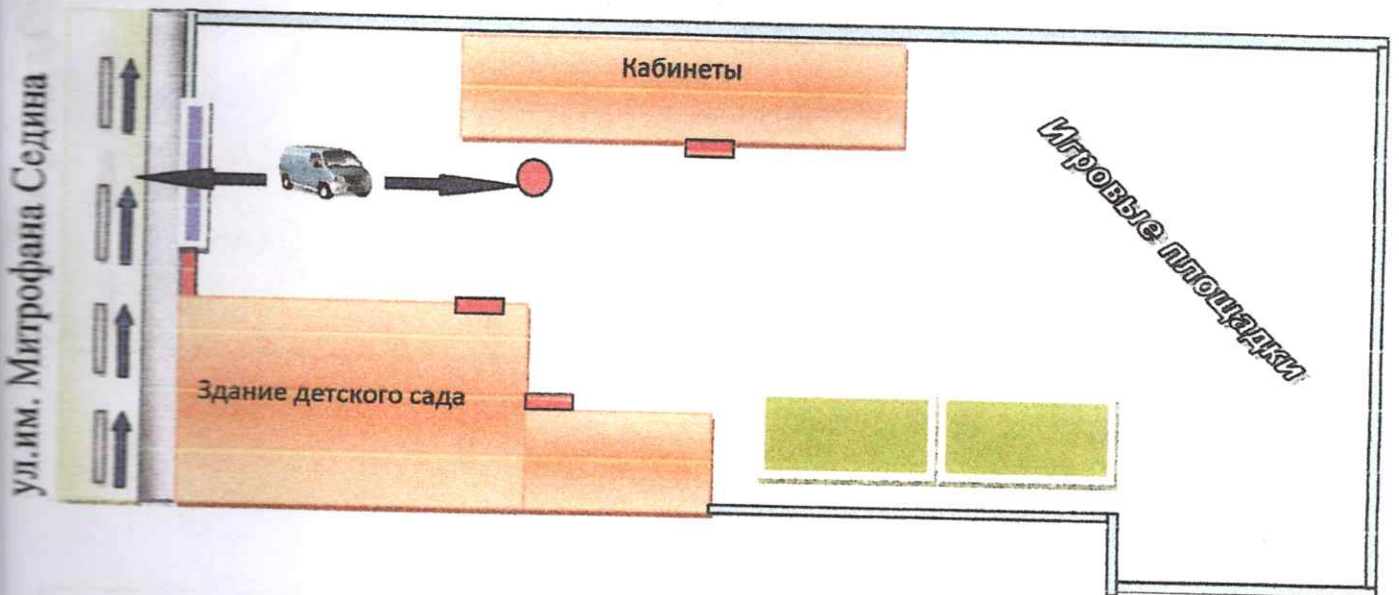 ул.им. Митрофана Седина
Кабинеты
Игровые площадки
Здание детского сада